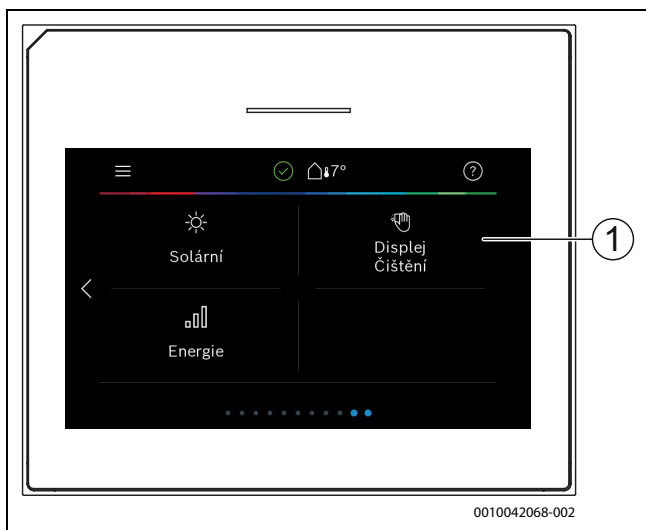 7°
?
Solární
Displej
Čištění
1
Energie
0010042068-002